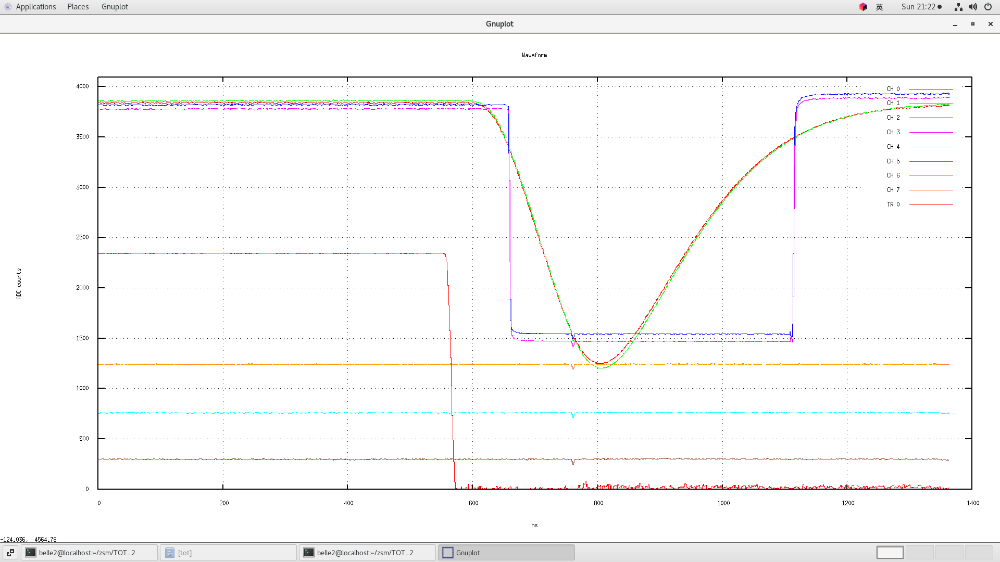 Applications Places Gnuplot 英 Sun 21:22
Gnuplot
Waveform
4000
3500
3000
2500
2000
1500
1000
500
0
ADC counts
CH 0
CH 1
CH 2
CH 3
CH 4
CH 5
CH 6
CH 7
TR 0
0 200 400 600 800 1000 1200 1400
ns
-124.036, 4564.78
belle2@localhost:~/zsm/TOT_2 [tot] belle2@localhost:~/zsm/TOT_2 Gnuplot